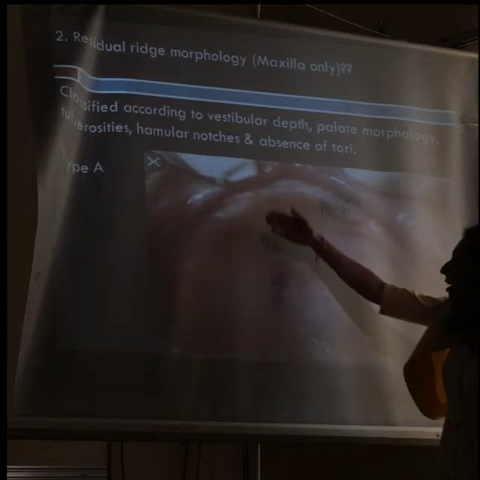 2. Residual ridge morphology (Maxilla only)??
Classified according to vestibular depth, palate morphology,
tuberosities, hamular notches & absence of tori.
Type A